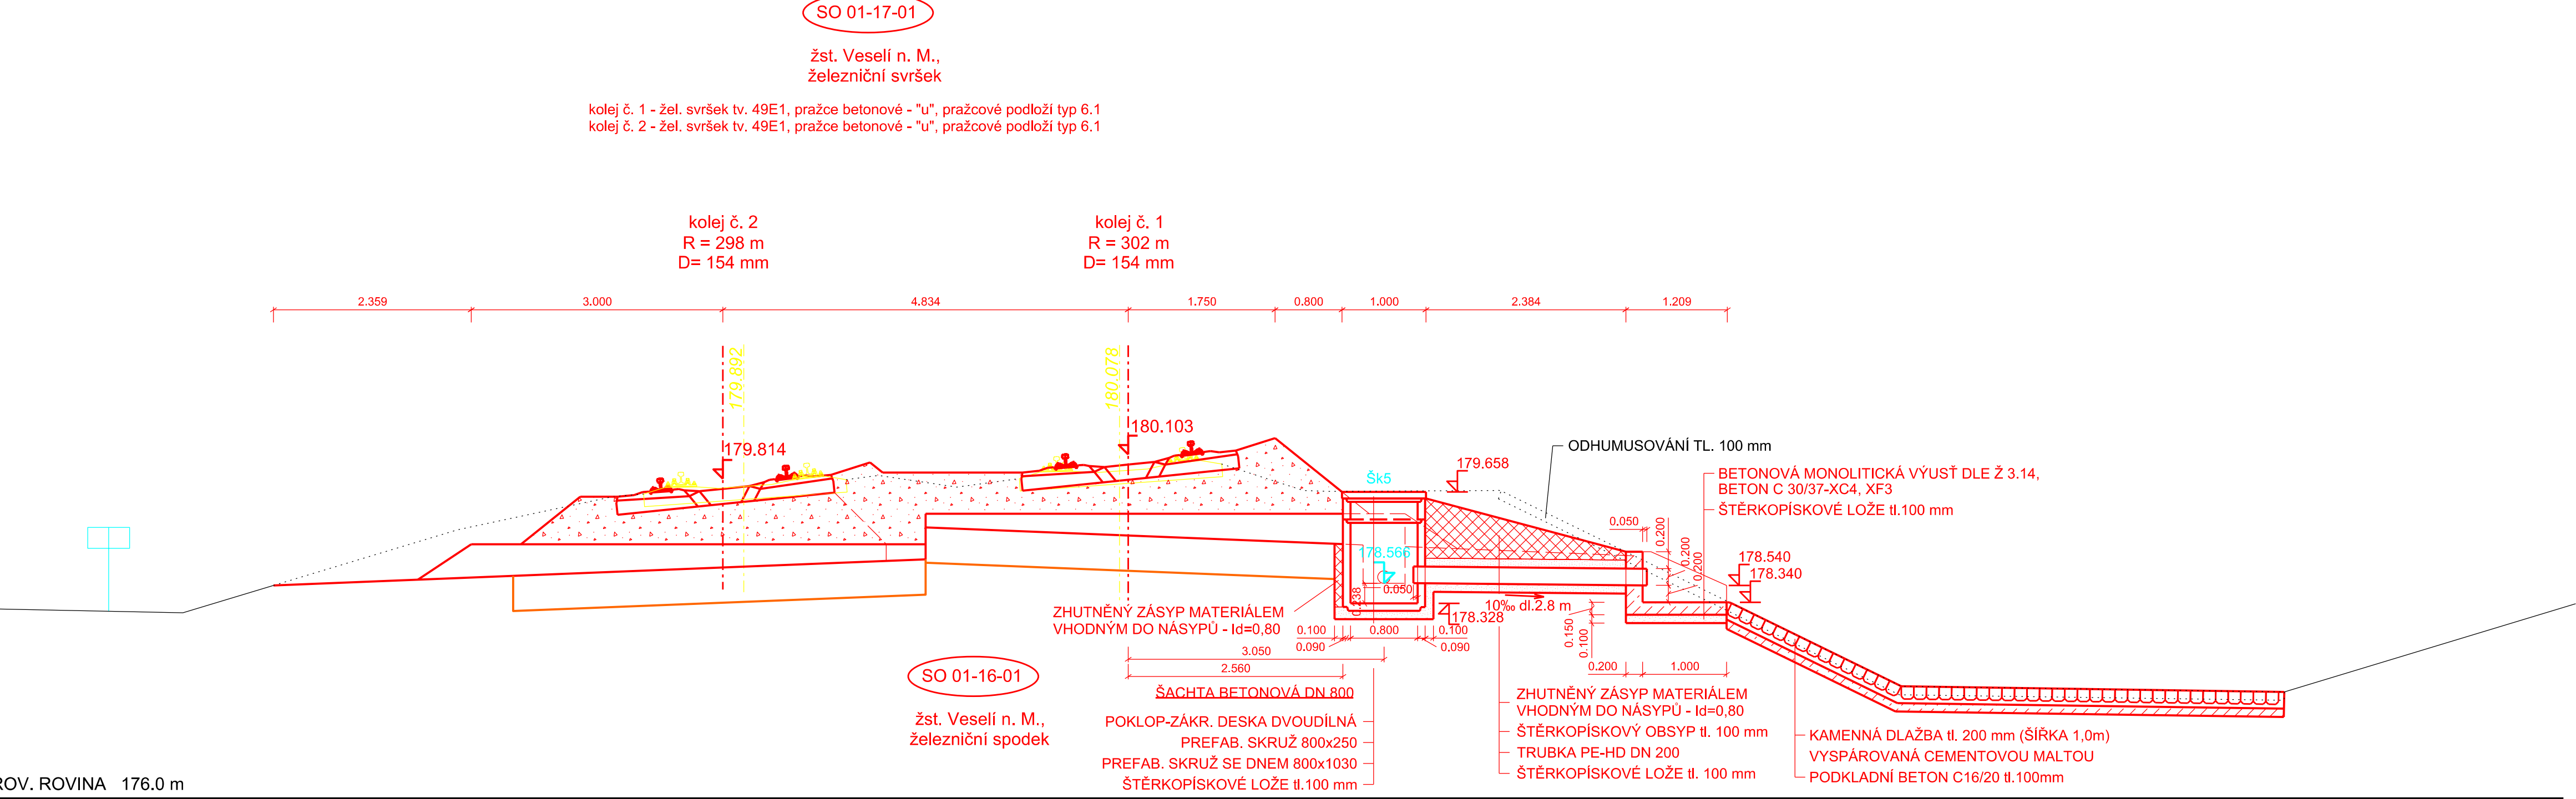 SO 01-17-01
žst. Veselí n. M.,
železniční svršek
kolej č. 1 - žel. svršek tv. 49E1, pražce betonové - "u", pražcové podloží typ 6.1
kolej č. 2 - žel. svršek tv. 49E1, pražce betonové - "u", pražcové podloží typ 6.1
kolej č. 2
R = 298 m
D= 154 mm
kolej č. 1
R = 302 m
D= 154 mm
2.359
3.000
4.834
1.750
0.800
1.000
2.384
1.209
179.892
180.078
179.814
180.103
Šk5
179.658
ODHUMUSOVÁNÍ TL. 100 mm
BETONOVÁ MONOLITICKÁ VÝUSŤ DLE Ž 3.14,
BETON C 30/37-XC4, XF3
ŠTĚRKOPÍSKOVÉ LOŽE tl.100 mm
0.050
0.200
0.200
0.200
178.540
178.340
178.566
0.050
0.238
10‰ dl.2.8 m
178.328
ZHUTNĚNÝ ZÁSYP MATERIÁLEM
VHODNÝM DO NÁSYPŮ - Id=0,80
0.100
0.800
0.100
0.090
0.090
3.050
2.560
0.150
0.100
0.200
1.000
SO 01-16-01
žst. Veselí n. M.,
železniční spodek
ŠACHTA BETONOVÁ DN 800
POKLOP-ZÁKR. DESKA DVOUDÍLNÁ
PREFAB. SKRUŽ 800x250
PREFAB. SKRUŽ SE DNEM 800x1030
ŠTĚRKOPÍSKOVÉ LOŽE tl.100 mm
ZHUTNĚNÝ ZÁSYP MATERIÁLEM
VHODNÝM DO NÁSYPŮ - Id=0,80
ŠTĚRKOPÍSKOVÝ OBSYP tl. 100 mm
TRUBKA PE-HD DN 200
ŠTĚRKOPÍSKOVÉ LOŽE tl. 100 mm
KAMENNÁ DLAŽBA tl. 200 mm (ŠÍŘKA 1,0m)
VYSPÁROVANÁ CEMENTOVOU MALTOU
PODKLADNÍ BETON C16/20 tl.100mm
ROV. ROVINA 176.0 m